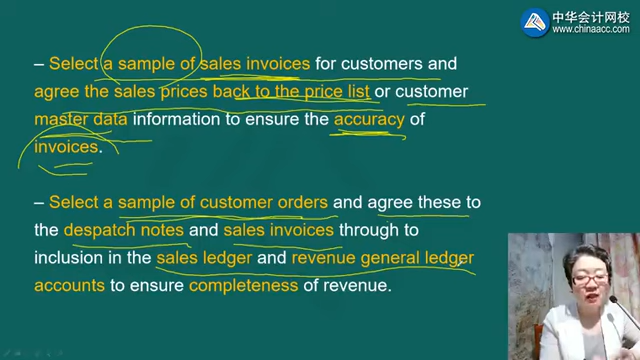 中华会计网校
www.chinaacc.com
– Select a sample of sales invoices for customers and
agree the sales prices back to the price list or customer
master data information to ensure the accuracy of
invoices.
– Select a sample of customer orders and agree these to
the despatch notes and sales invoices through to
inclusion in the sales ledger and revenue general ledger
accounts to ensure completeness of revenue.